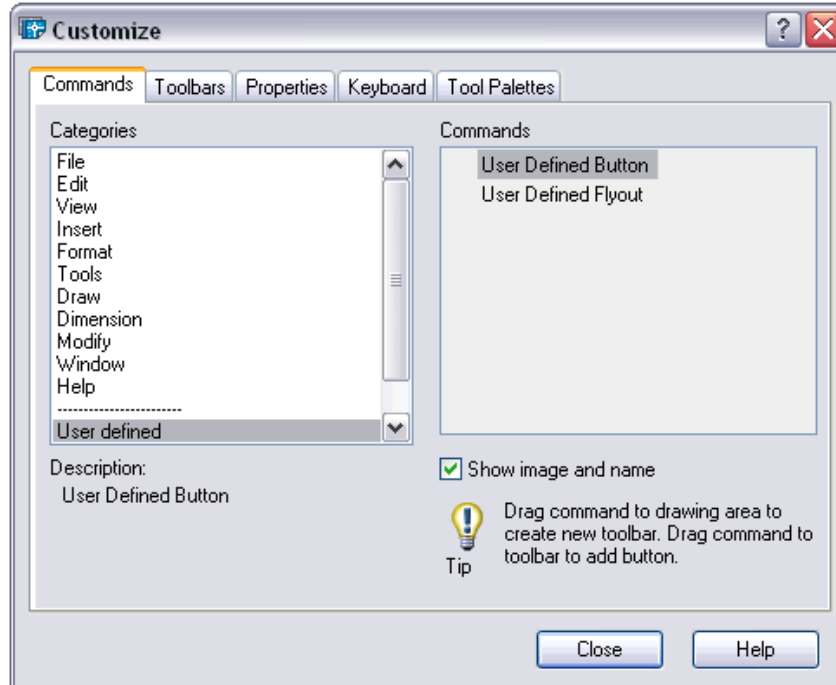 Customize
Commands Toolbars Properties Keyboard Tool Palettes
Categories
File
Edit
View
Insert
Format
Tools
Draw
Dimension
Modify
Window
Help
------------------------
User defined
Description:
User Defined Button
Commands
User Defined Button
User Defined Flyout
Show image and name
Tip
Drag command to drawing area to
create new toolbar. Drag command to
toolbar to add button.
Close Help